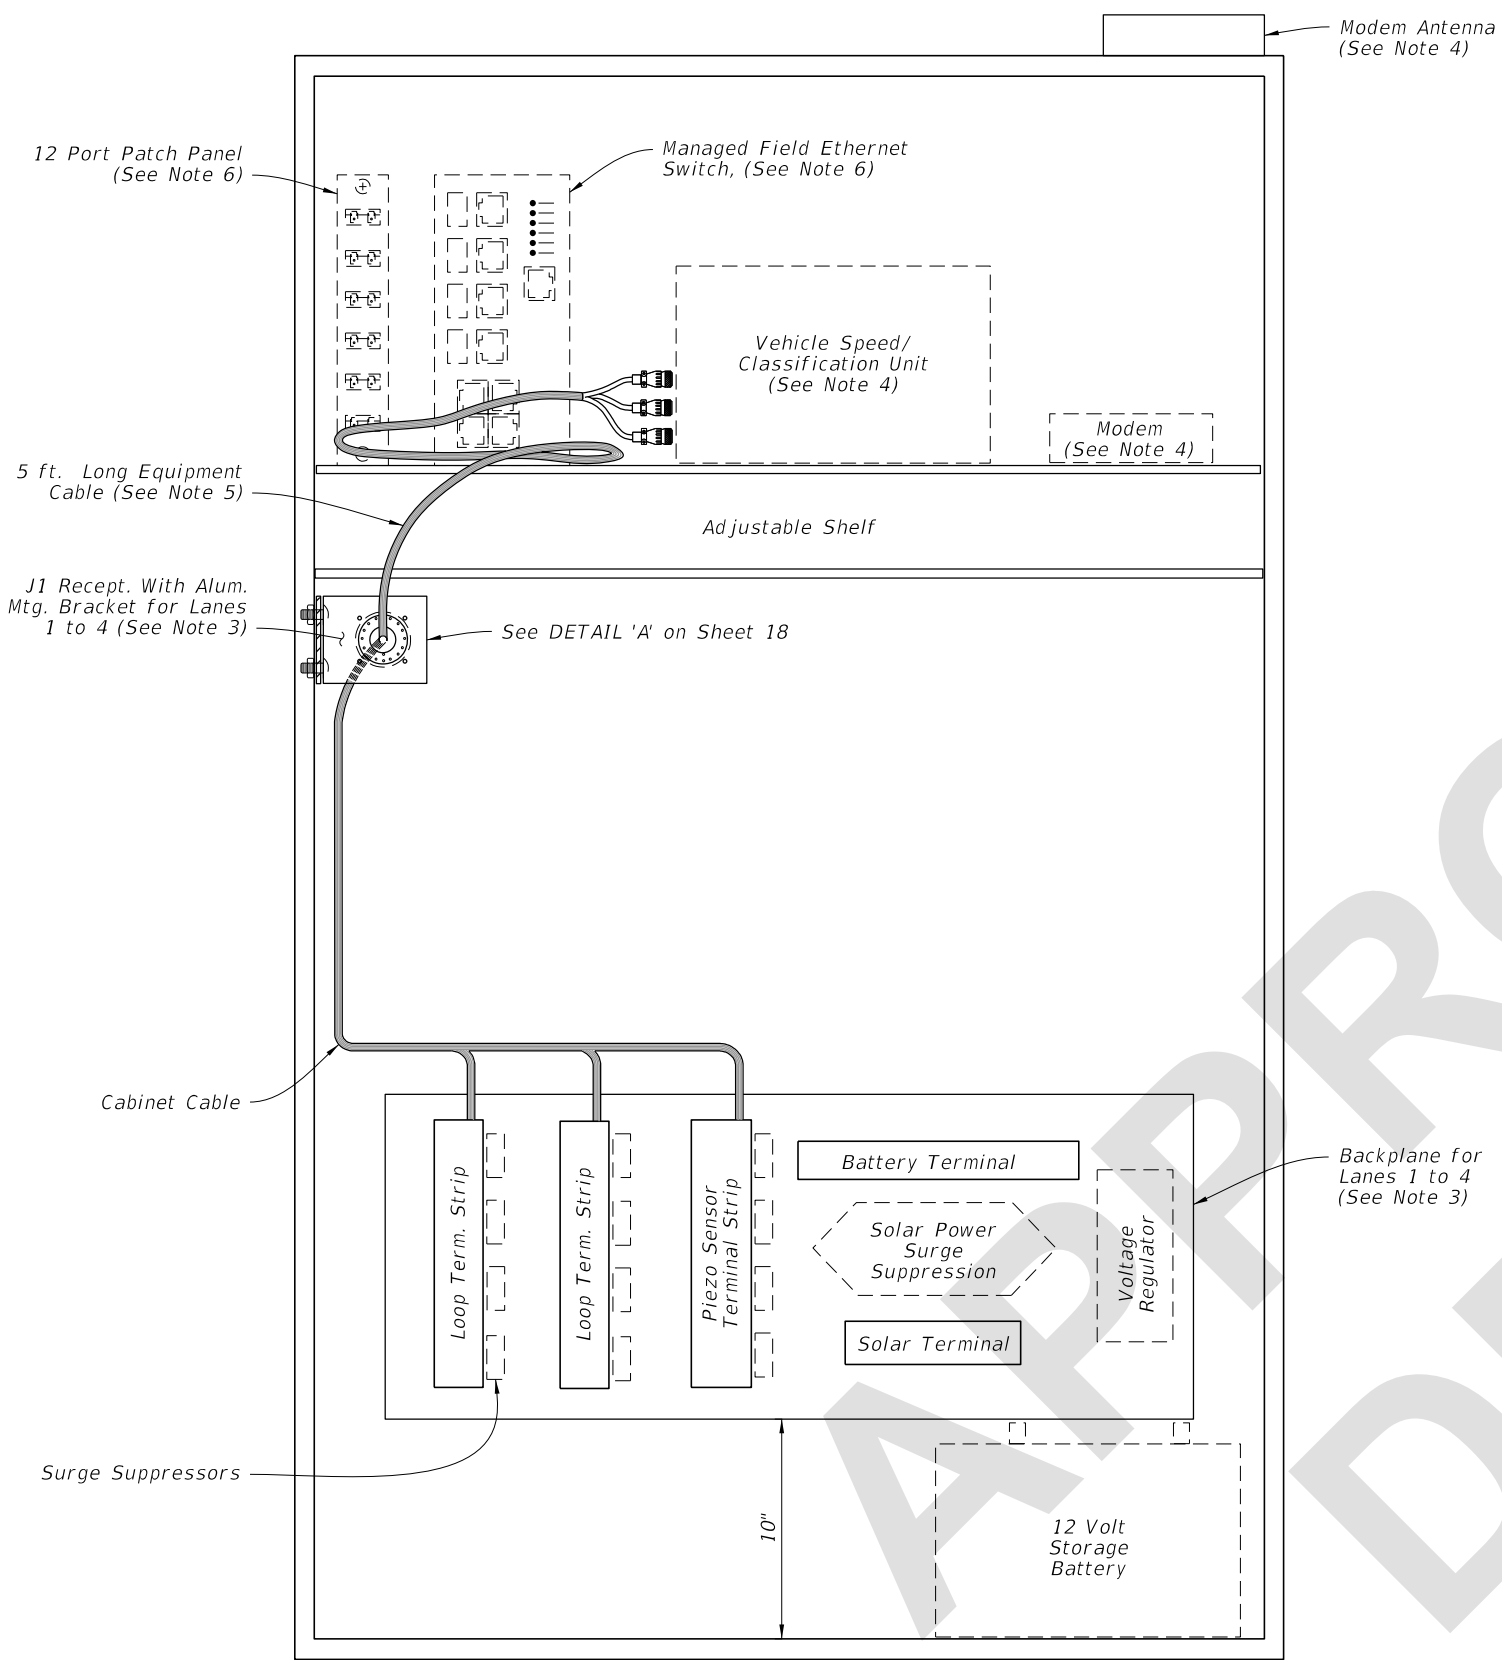 Modem Antenna
(See Note 4)
12 Port Patch Panel
(See Note 6)
Managed Field Ethernet
Switch, (See Note 6)
Vehicle Speed/
Classification Unit
(See Note 4)
Modem
(See Note 4)
5 ft. Long Equipment
Cable (See Note 5)
Adjustable Shelf
J1 Recept. With Alum.
Mtg. Bracket for Lanes
1 to 4 (See Note 3)
See DETAIL 'A' on Sheet 18
Cabinet Cable
Loop Term. Strip
Loop Term. Strip
Piezo Sensor
Terminal Strip
Battery Terminal
Solar Power
Surge
Suppression
Solar Terminal
Voltage
Regulator
Backplane for
Lanes 1 to 4
(See Note 3)
Surge Suppressors
10"
12 Volt
Storage
Battery